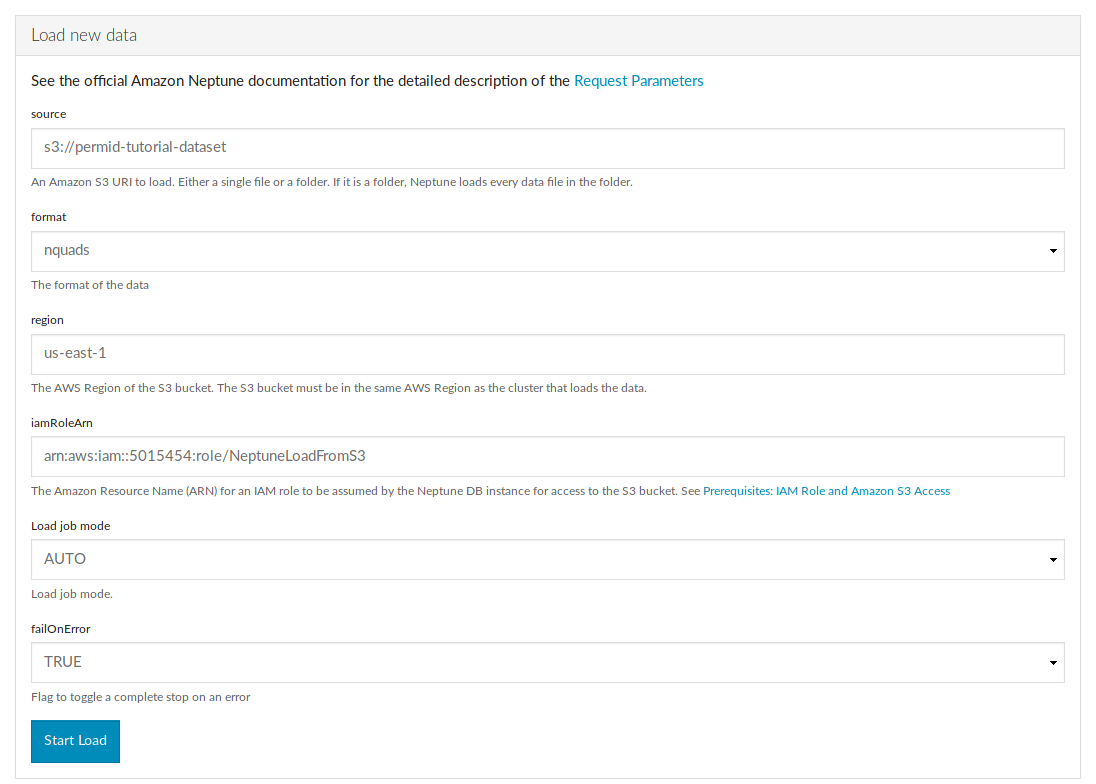 Load new data
See the official Amazon Neptune documentation for the detailed description of the Request Parameters
source
s3://permid-tutorial-dataset
An Amazon S3 URI to load. Either a single file or a folder. If it is a folder, Neptune loads every data file in the folder.
format
nquads
The format of the data
region
us-east-1
The AWS Region of the S3 bucket. The S3 bucket must be in the same AWS Region as the cluster that loads the data.
iamRoleArn
arn:aws:iam::5015454:role/NeptuneLoadFromS3
The Amazon Resource Name (ARN) for an IAM role to be assumed by the Neptune DB instance for access to the S3 bucket. See Prerequisites: IAM Role and Amazon S3 Access
Load job mode
AUTO
Load job mode.
failOnError
TRUE
Flag to toggle a complete stop on an error
Start Load